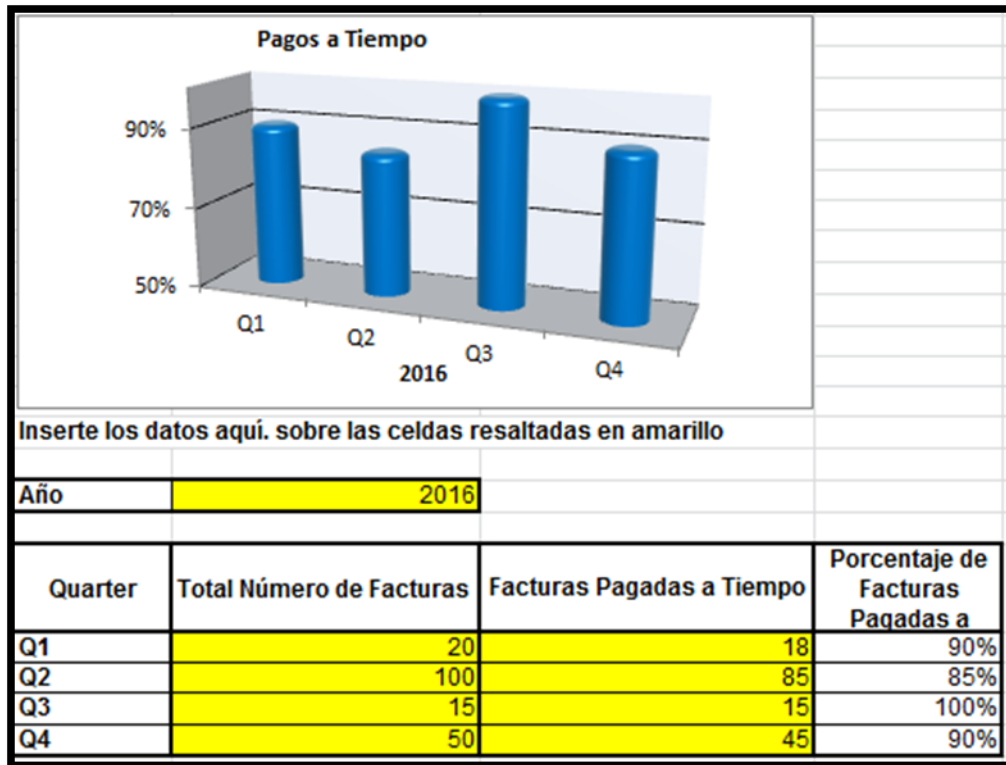 Pagos a Tiempo
90%
70%
50%
Q1
Q2
Q3
Q4
2016
Inserte los datos aquí. sobre las celdas resaltadas en amarillo
Año 2016
Quarter Total Número de Facturas Facturas Pagadas a Tiempo Porcentaje de
Facturas
Pagadas a
Q1 20 18 90%
Q2 100 85 85%
Q3 15 15 100%
Q4 50 45 90%